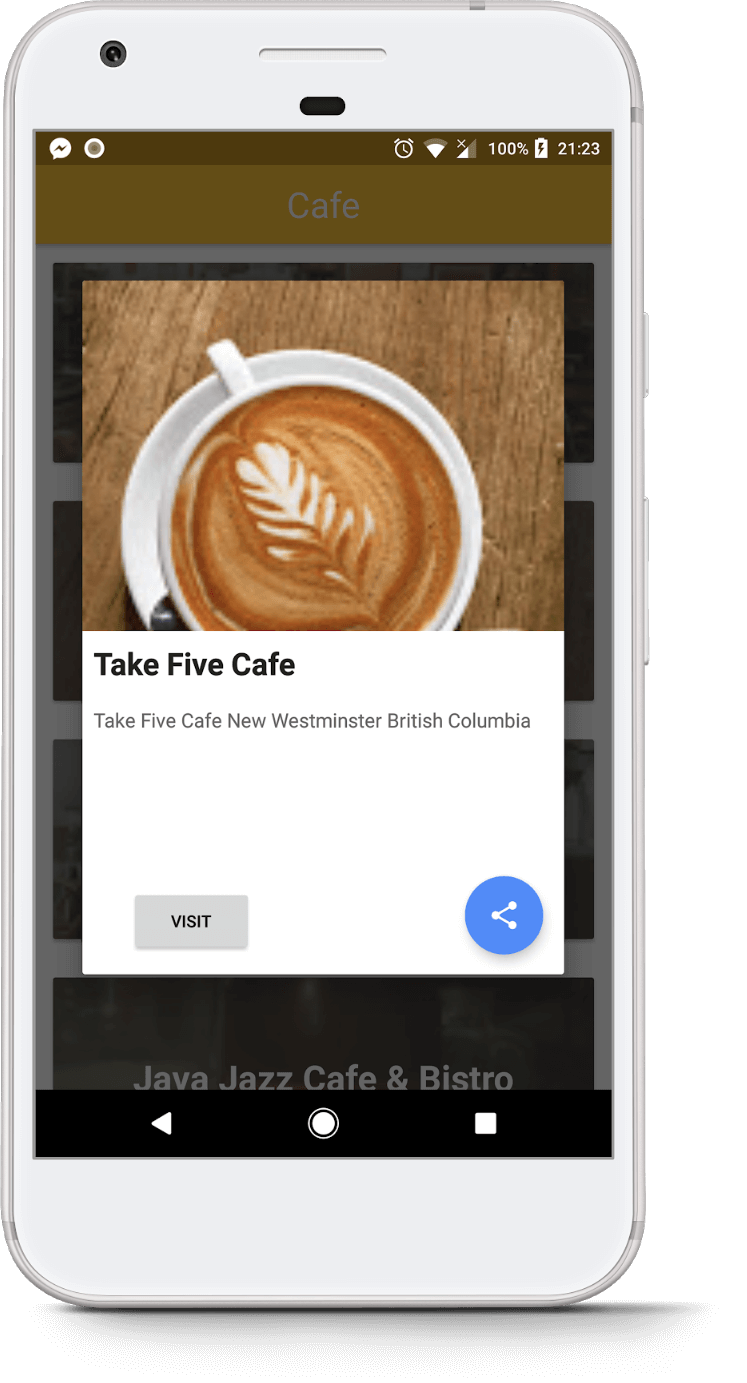 100% 21:23
Cafe
Take Five Cafe
Take Five Cafe New Westminster British Columbia
VISIT
Java Jazz Cafe & Bistro